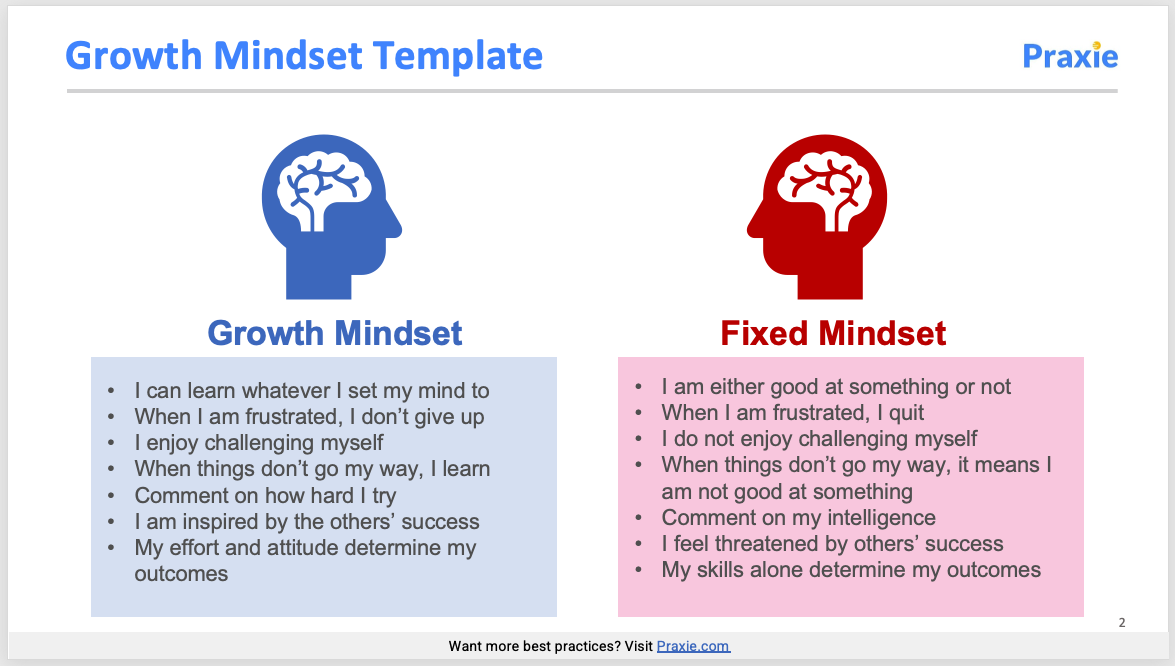 Growth Mindset Template
Praxie
Growth Mindset
• I can learn whatever I set my mind to
• When I am frustrated, I don’t give up
• I enjoy challenging myself
• When things don’t go my way, I learn
• Comment on how hard I try
• I am inspired by the others’ success
• My effort and attitude determine my
outcomes
Fixed Mindset
• I am either good at something or not
• When I am frustrated, I quit
• I do not enjoy challenging myself
• When things don’t go my way, it means I
am not good at something
• Comment on my intelligence
• I feel threatened by others’ success
• My skills alone determine my outcomes
2
Want more best practices? Visit Praxie.com